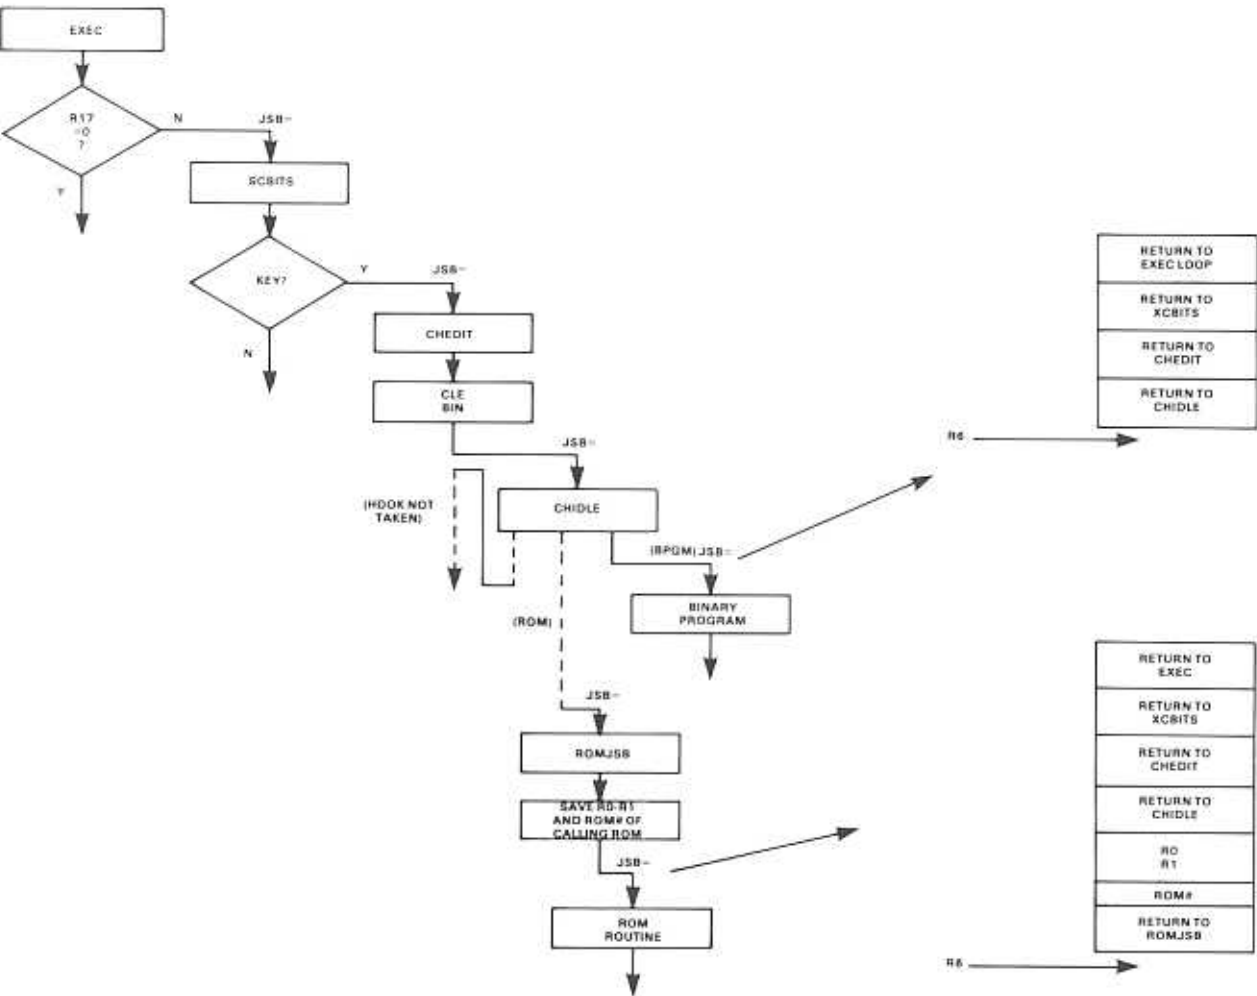 EXEC
R17
=0
?
N
JSB=
Y
SCBITS
KEY?
Y
JSB=
N
CHEDIT
CLE
BIN
JSB=
(HOOK NOT
TAKEN)
CHIDLE
(BPGM) JSB=
BINARY
PROGRAM
(ROM)
JSB=
ROMJSB
SAVE R0-R1
AND ROM# OF
CALLING ROM
JSB=
ROM
ROUTINE
RETURN TO
EXEC LOOP
RETURN TO
XCBITS
RETURN TO
CHEDIT
RETURN TO
CHIDLE
R6
RETURN TO
EXEC
RETURN TO
XCBITS
RETURN TO
CHEDIT
RETURN TO
CHIDLE
R0
R1
ROM#
RETURN TO
ROMJSB
R6